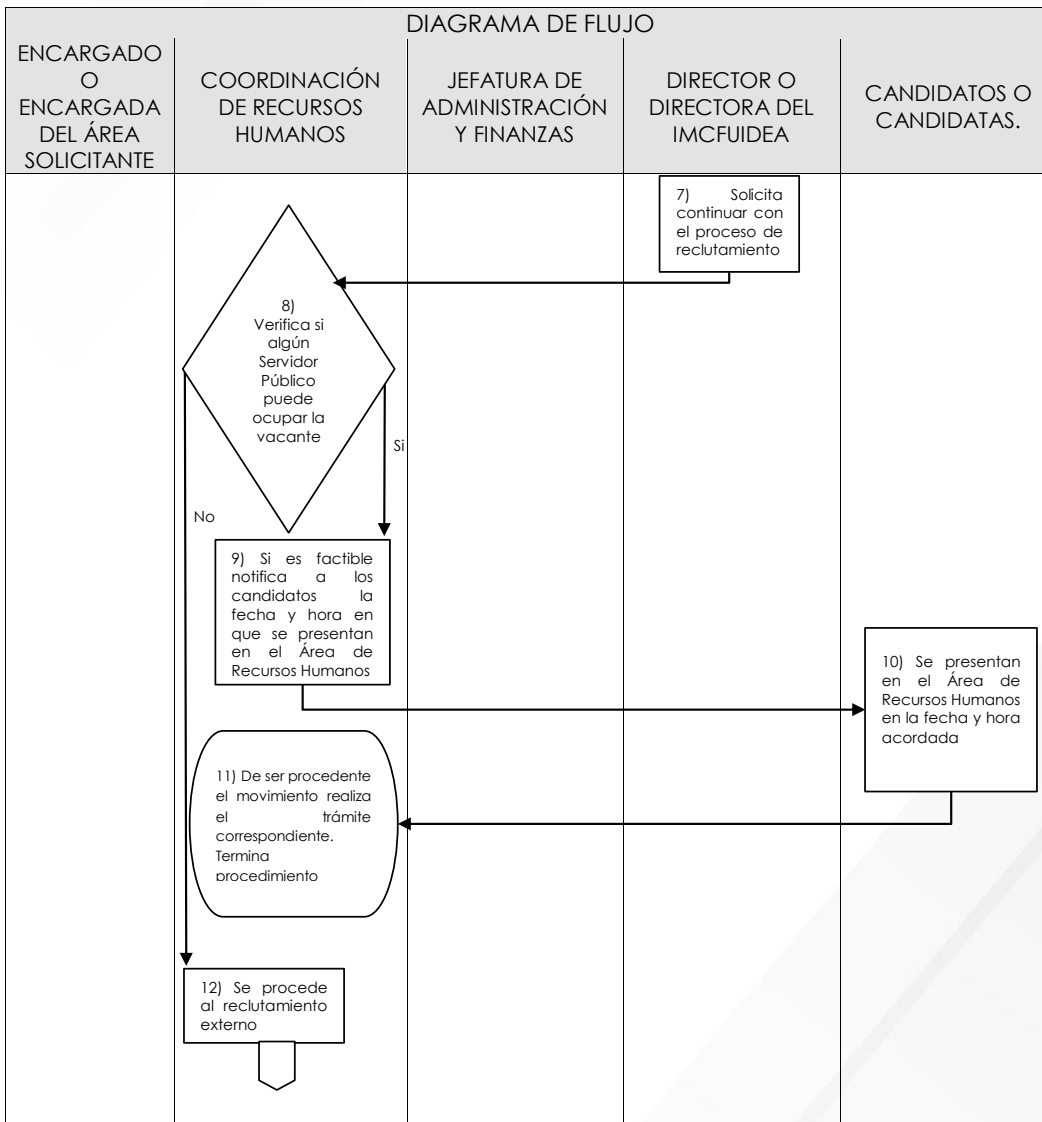 DIAGRAMA DE FLUJO
ENCARGADO
O
ENCARGADA
DEL ÁREA
SOLICITANTE
COORDINACIÓN
DE RECURSOS
HUMANOS
JEFATURA DE
ADMINISTRACIÓN
Y FINANZAS
DIRECTOR O
DIRECTORA DEL
IMCFUIDEA
CANDIDATOS O
CANDIDATAS.
7) Solicita
continuar con
el proceso de
reclutamiento
8)
Verifica si
algún
Servidor
Público
puede
ocupar la
vacante
Si
No
9) Si es factible
notifica a los
candidatos la
fecha y hora en
que se presentan
en el Área de
Recursos Humanos
10) Se presentan
en el Área de
Recursos Humanos
en la fecha y hora
acordada
11) De ser procedente
el movimiento realiza
el trámite
correspondiente.
Termina
procedimiento
12) Se procede
al reclutamiento
externo